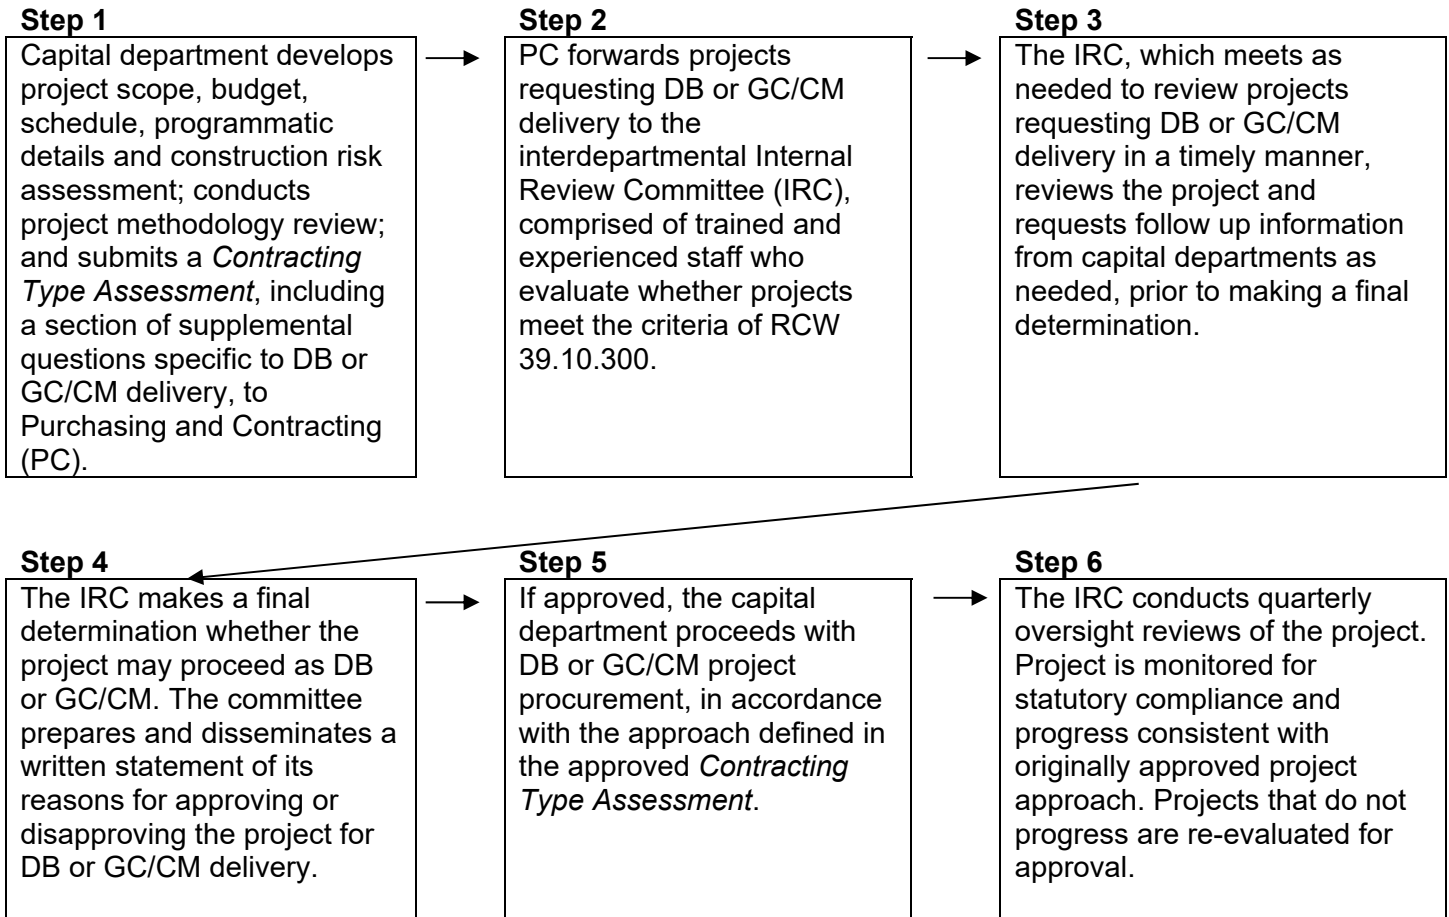 Step 1
Capital department develops
project scope, budget,
schedule, programmatic
details and construction risk
assessment; conducts
project methodology review;
and submits a Contracting
Type Assessment, including
a section of supplemental
questions specific to DB or
GC/CM delivery, to
Purchasing and Contracting
(PC).
Step 2
PC forwards projects
requesting DB or GC/CM
delivery to the
interdepartmental Internal
Review Committee (IRC),
comprised of trained and
experienced staff who
evaluate whether projects
meet the criteria of RCW
39.10.300.
Step 3
The IRC, which meets as
needed to review projects
requesting DB or GC/CM
delivery in a timely manner,
reviews the project and
requests follow up information
from capital departments as
needed, prior to making a final
determination.
Step 4
The IRC makes a final
determination whether the
project may proceed as DB
or GC/CM. The committee
prepares and disseminates a
written statement of its
reasons for approving or
disapproving the project for
DB or GC/CM delivery.
Step 5
If approved, the capital
department proceeds with
DB or GC/CM project
procurement, in accordance
with the approach defined in
the approved Contracting
Type Assessment.
Step 6
The IRC conducts quarterly
oversight reviews of the project.
Project is monitored for
statutory compliance and
progress consistent with
originally approved project
approach. Projects that do not
progress are re-evaluated for
approval.